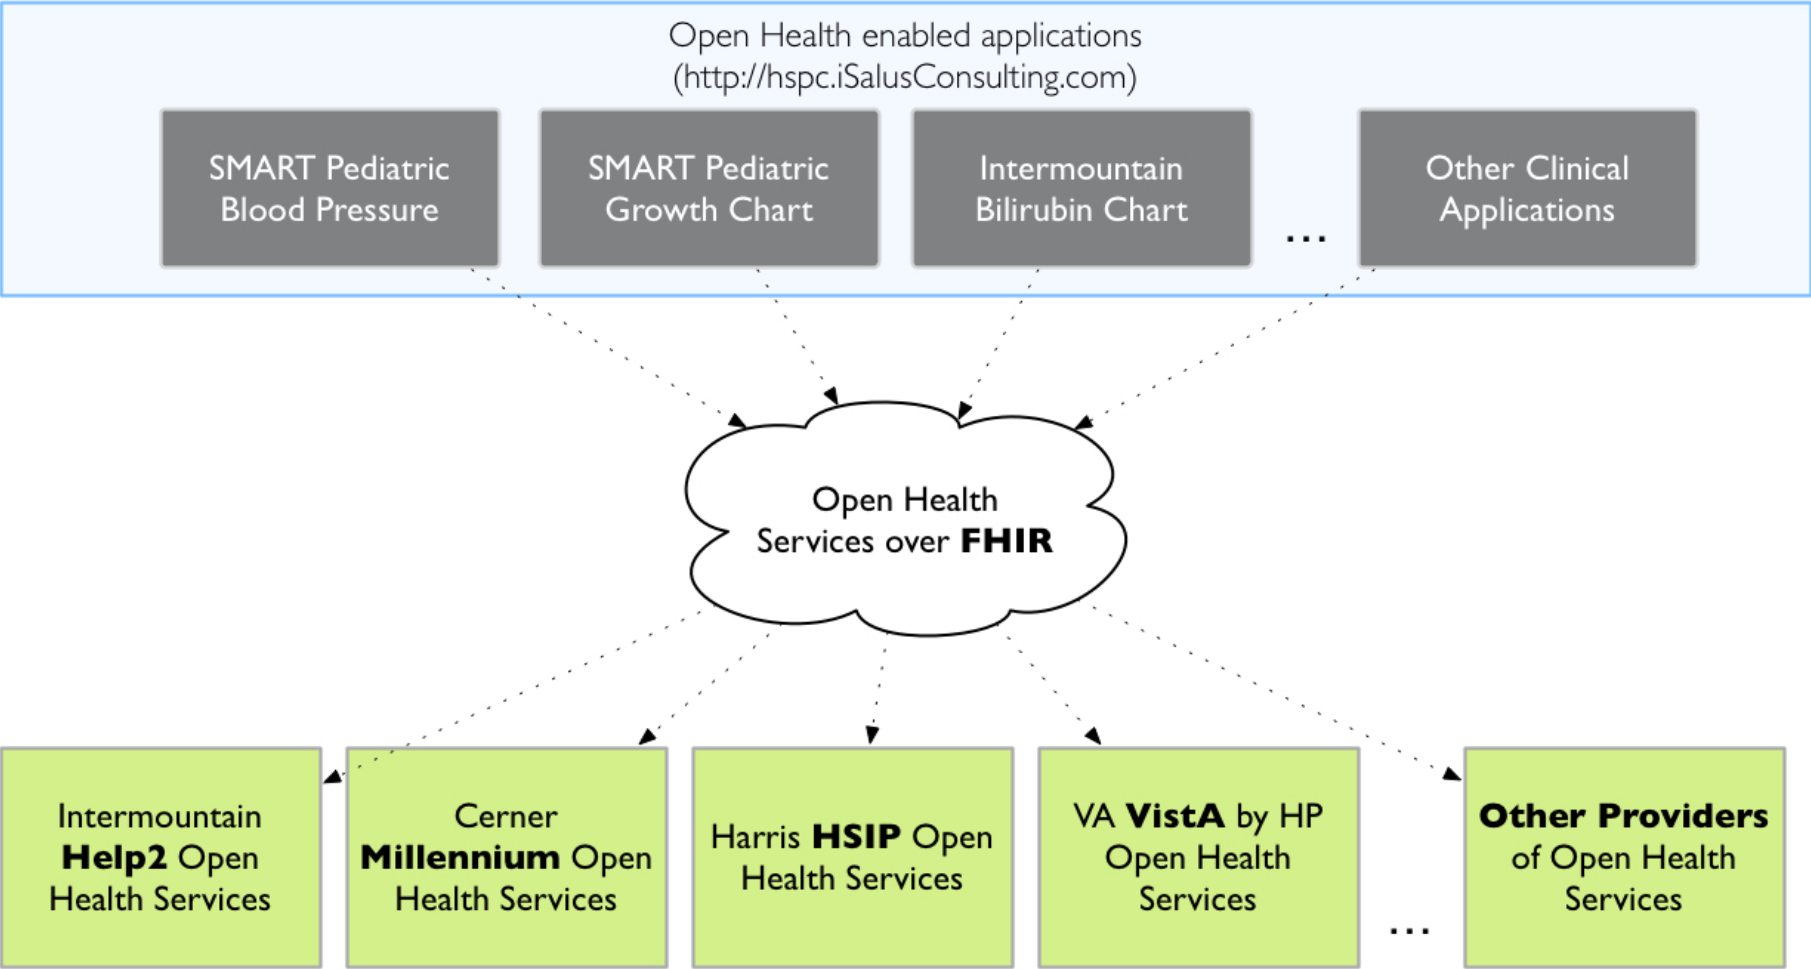 Open Health enabled applications
(http://hspc.iSalusConsulting.com)
SMART Pediatric
Blood Pressure
SMART Pediatric
Growth Chart
Intermountain
Bilirubin Chart
...
Other Clinical
Applications
Open Health
Services over FHIR
Intermountain
Help2 Open
Health Services
Cerner
Millennium Open
Health Services
Harris HSIP Open
Health Services
VA VistA by HP
Open Health
Services
...
Other Providers
of Open Health
Services